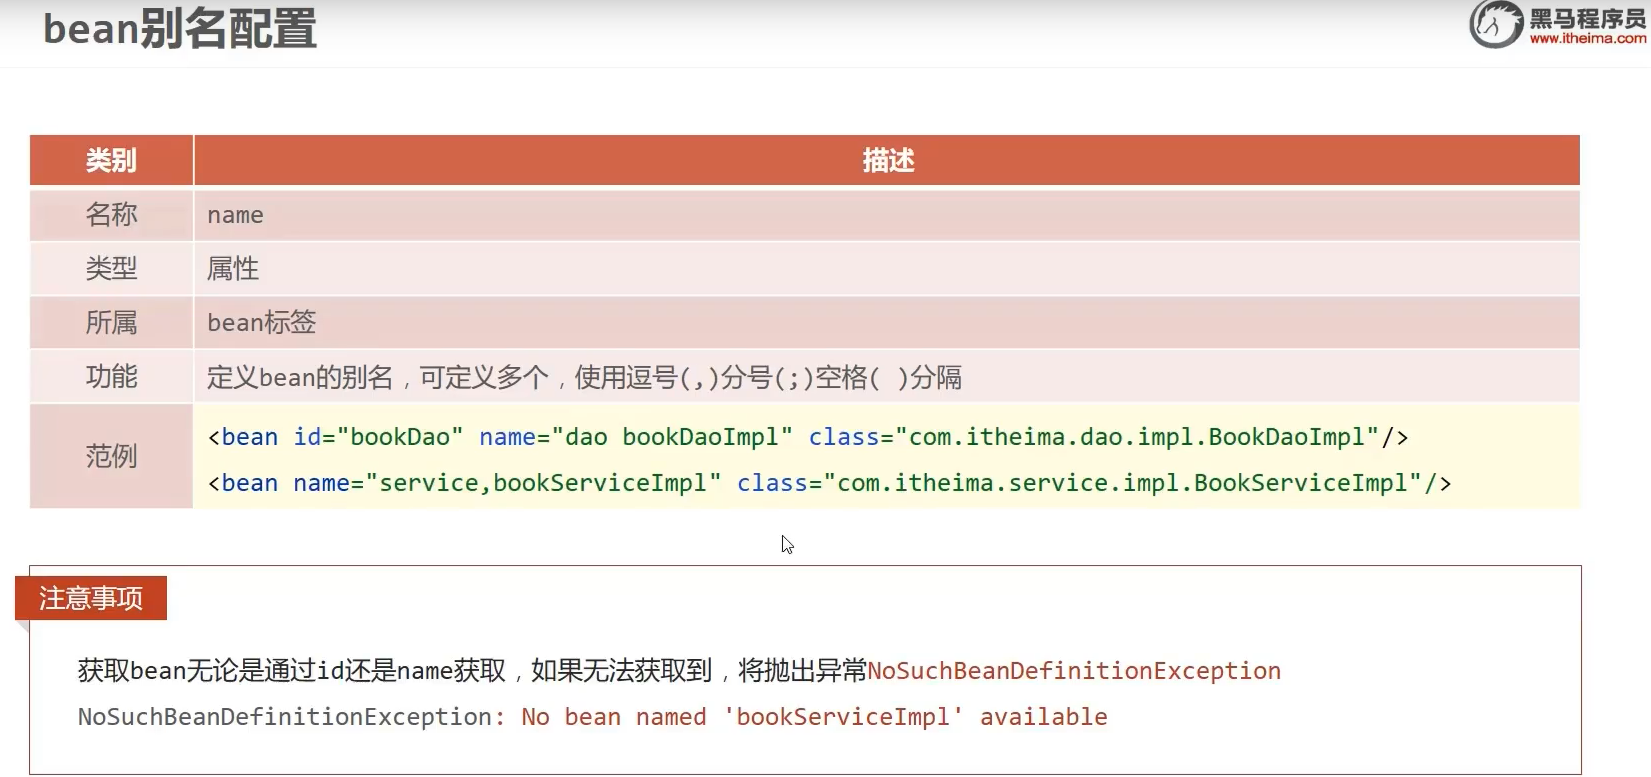 bean别名配置
黑马程序员
www.itheima.com
类别 描述
名称 name
类型 属性
所属 bean标签
功能 定义bean的别名，可定义多个，使用逗号(,)分号(;)空格( )分隔
范例
<bean id="bookDao" name="dao bookDaoImpl" class="com.itheima.dao.impl.BookDaoImpl"/>
<bean name="service,bookServiceImpl" class="com.itheima.service.impl.BookServiceImpl"/>
注意事项
获取bean无论是通过id还是name获取，如果无法获取到，将抛出异常NoSuchBeanDefinitionException
NoSuchBeanDefinitionException: No bean named 'bookServiceImpl' available